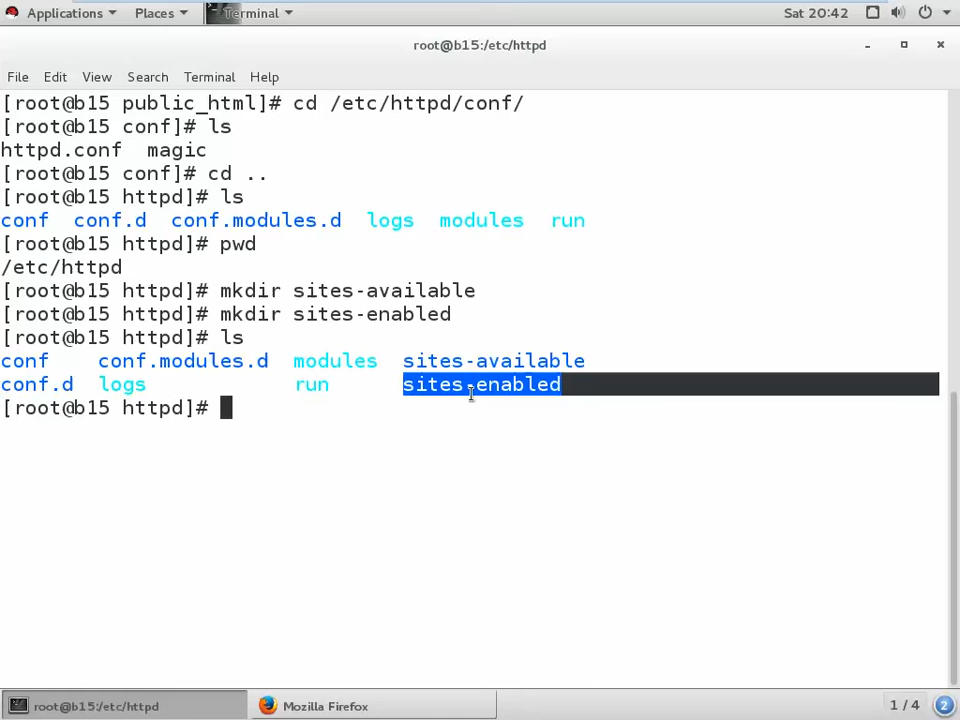 Applications Places Terminal Sat 20:42
root@b15:/etc/httpd
File Edit View Search Terminal Help
[root@b15 public_html]# cd /etc/httpd/conf/
[root@b15 conf]# ls
httpd.conf  magic
[root@b15 conf]# cd ..
[root@b15 httpd]# ls
conf  conf.d  conf.modules.d  logs  modules  run
[root@b15 httpd]# pwd
/etc/httpd
[root@b15 httpd]# mkdir sites-available
[root@b15 httpd]# mkdir sites-enabled
[root@b15 httpd]# ls
conf    conf.modules.d  modules  sites-available
conf.d  logs            run      sites-enabled
[root@b15 httpd]#
root@b15:/etc/httpd Mozilla Firefox 1 / 4 2